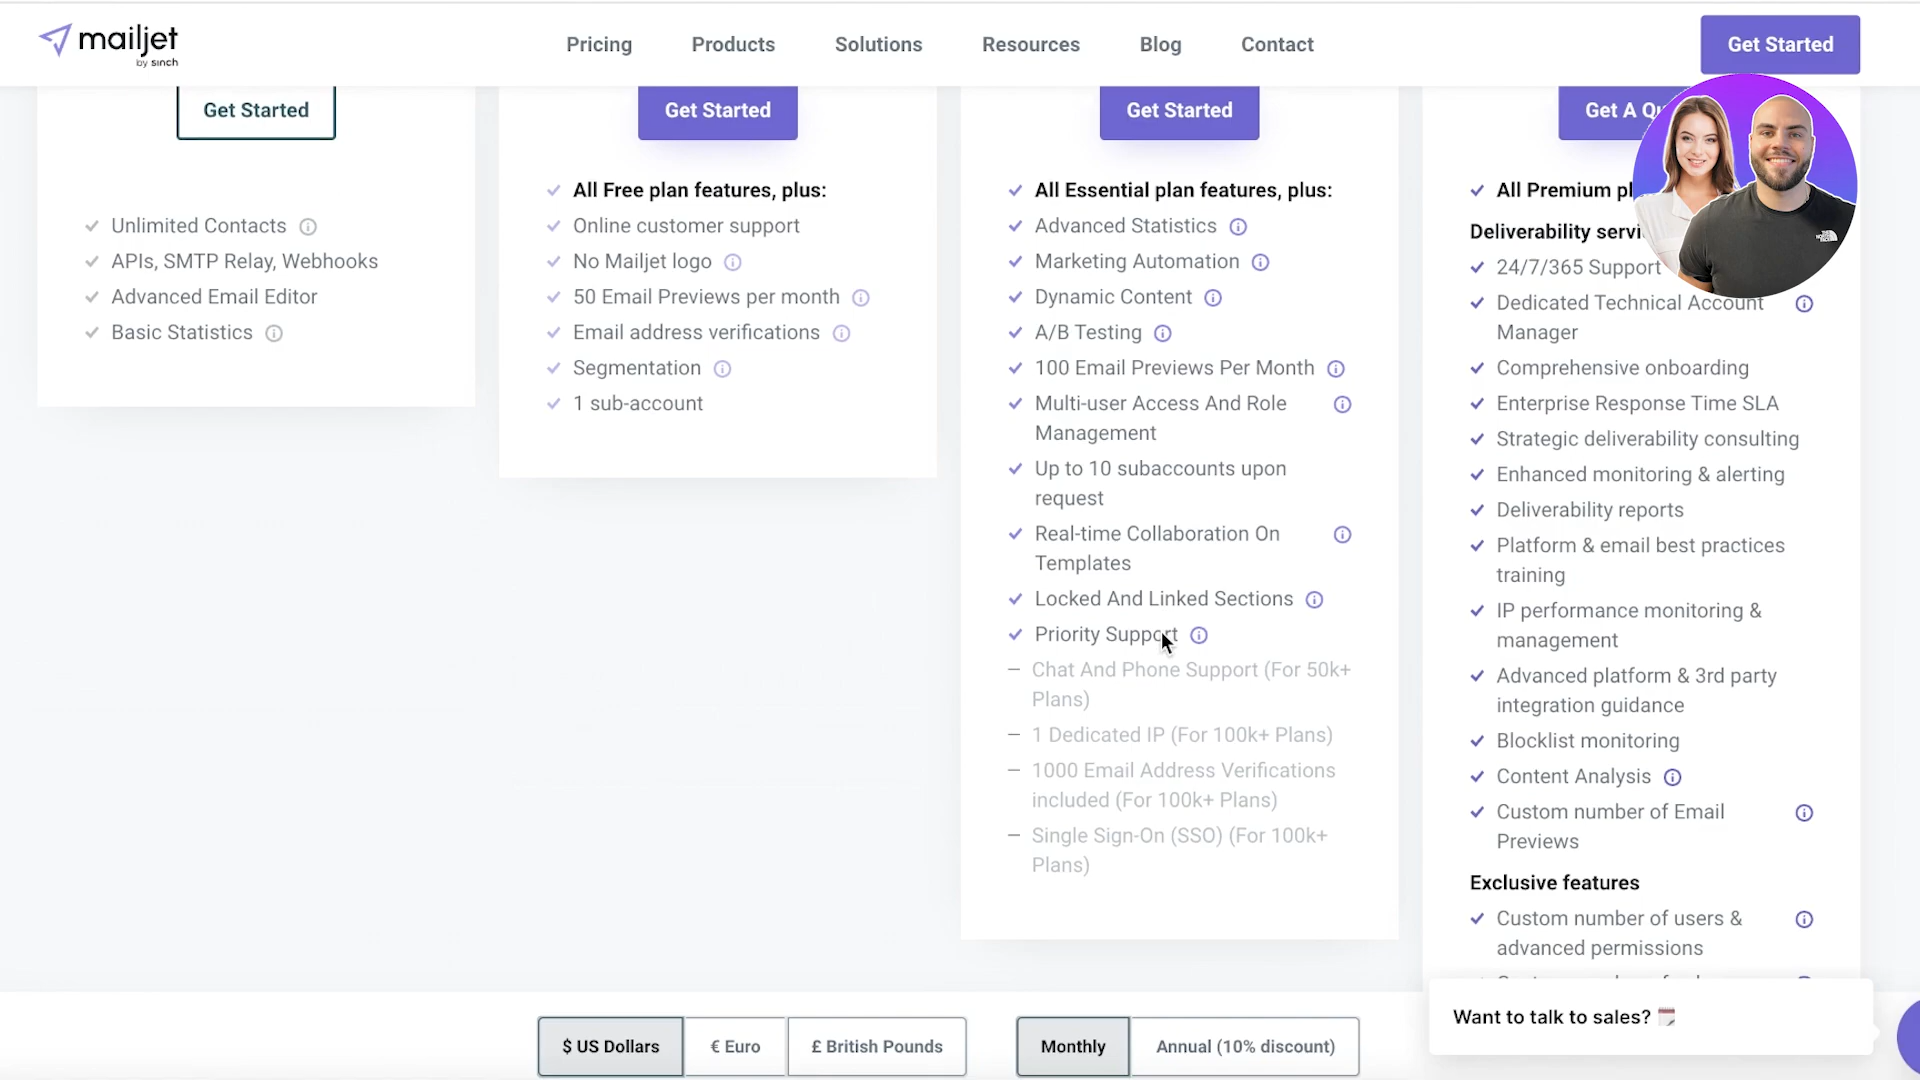 mailjet
by sinch
Pricing
Products
Solutions
Resources
Blog
Contact
Get Started
Get Started
Unlimited Contacts
APIs, SMTP Relay, Webhooks
Advanced Email Editor
Basic Statistics
Get Started
All Free plan features, plus:
Online customer support
No Mailjet logo
50 Email Previews per month
Email address verifications
Segmentation
1 sub-account
Get Started
All Essential plan features, plus:
Advanced Statistics
Marketing Automation
Dynamic Content
A/B Testing
100 Email Previews Per Month
Multi-user Access And Role
Management
Up to 10 subaccounts upon
request
Real-time Collaboration On
Templates
Locked And Linked Sections
Priority Support
Chat And Phone Support (For 50k+
Plans)
1 Dedicated IP (For 100k+ Plans)
1000 Email Address Verifications
included (For 100k+ Plans)
Single Sign-On (SSO) (For 100k+
Plans)
Get A
All Premium
Deliverability
24/7/365 Support
Dedicated Technical Account
Manager
Comprehensive onboarding
Enterprise Response Time SLA
Strategic deliverability consulting
Enhanced monitoring & alerting
Deliverability reports
Platform & email best practices
training
IP performance monitoring &
management
Advanced platform & 3rd party
integration guidance
Blocklist monitoring
Content Analysis
Custom number of Email
Previews
Exclusive features
Custom number of users &
advanced permissions
Want to talk to sales?
$ US Dollars
€ Euro
£ British Pounds
Monthly
Annual (10% discount)